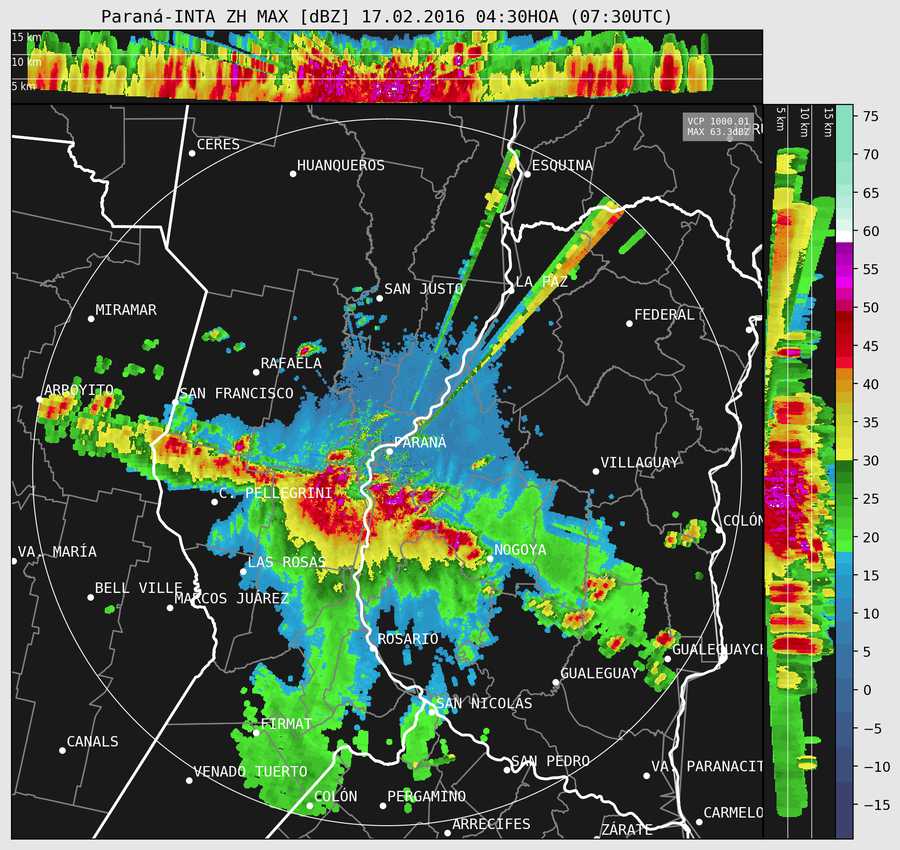 Paraná-INTA ZH MAX [dBZ] 17.02.2016 04:30HOA (07:30UTC)
15 km
10 km
5 km
5 km
10 km
15 km
VCP 1000.01
MAX 63.3dBZ
CERES
HUANQUEROS
ESQUINA
SAN JUSTO
LA PAZ
MIRAMAR
FEDERAL
RAFAELA
ARROYITO
SAN FRANCISCO
PARANÁ
VILLAGUAY
C. PELLEGRINI
COLÓN
VA. MARÍA
NOGOYA
LAS ROSAS
BELL VILLE
MARCOS JUÁREZ
ROSARIO
GUALEGUAYCH
GUALEGUAY
SAN NICOLÁS
FIRMAT
CANALS
VENADO TUERTO
SAN PEDRO
VA. PARANACIT
COLÓN
PERGAMINO
CARMELO
ARRECIFES
ZÁRATE
75
70
65
60
55
50
45
40
35
30
25
20
15
10
5
0
−5
−10
−15